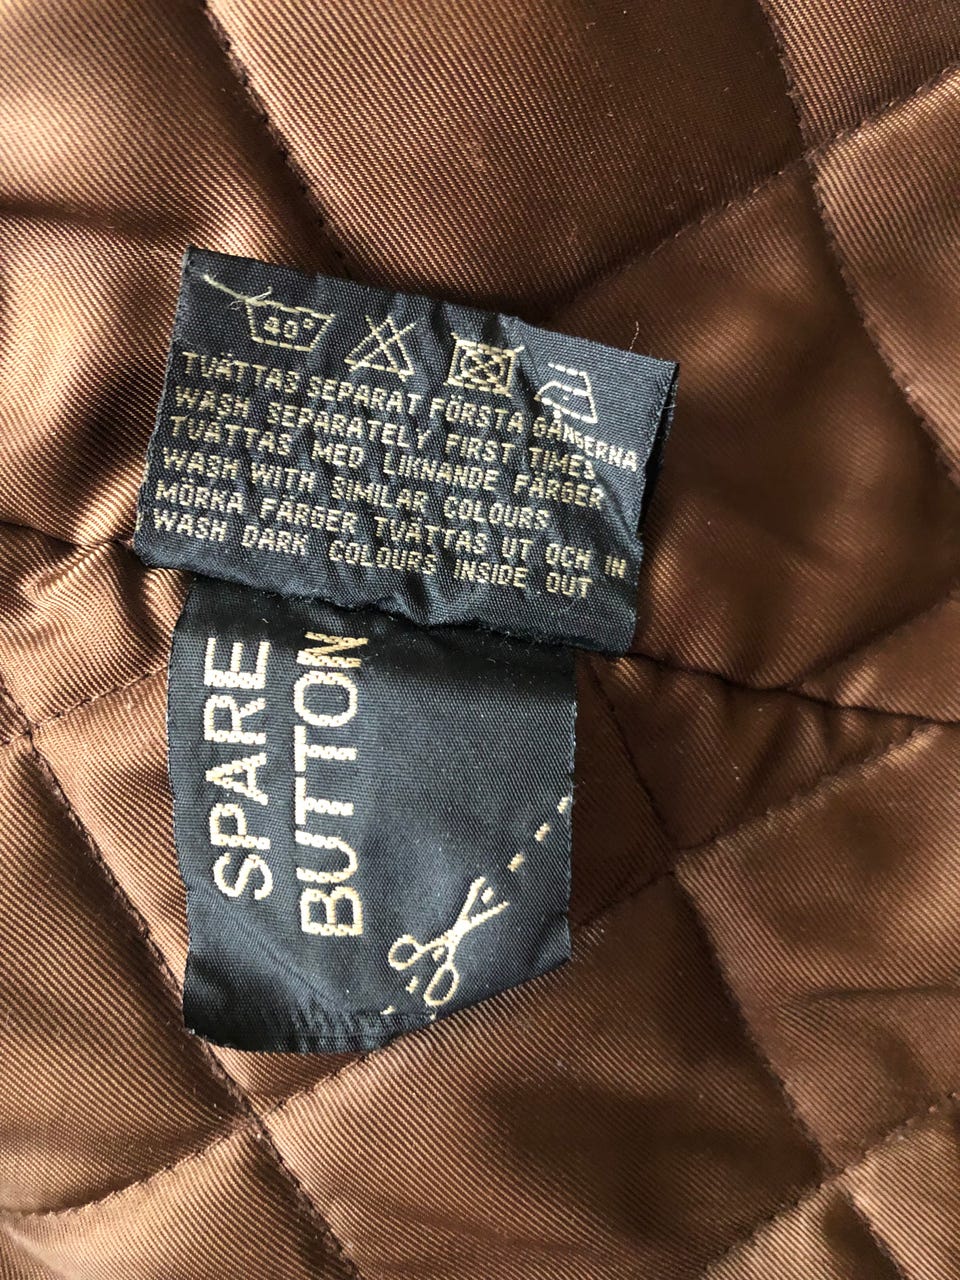 40°
TVÄTTAS SEPARAT FÖRSTA GÅNGERNA
WASH SEPARATELY FIRST TIMES
TVÄTTAS MED LIKNANDE FÄRGER
WASH WITH SIMILAR COLOURS
MÖRKA FÄRGER TVÄTTAS UT OCH IN
WASH DARK COLOURS INSIDE OUT
SPARE
BUTTON